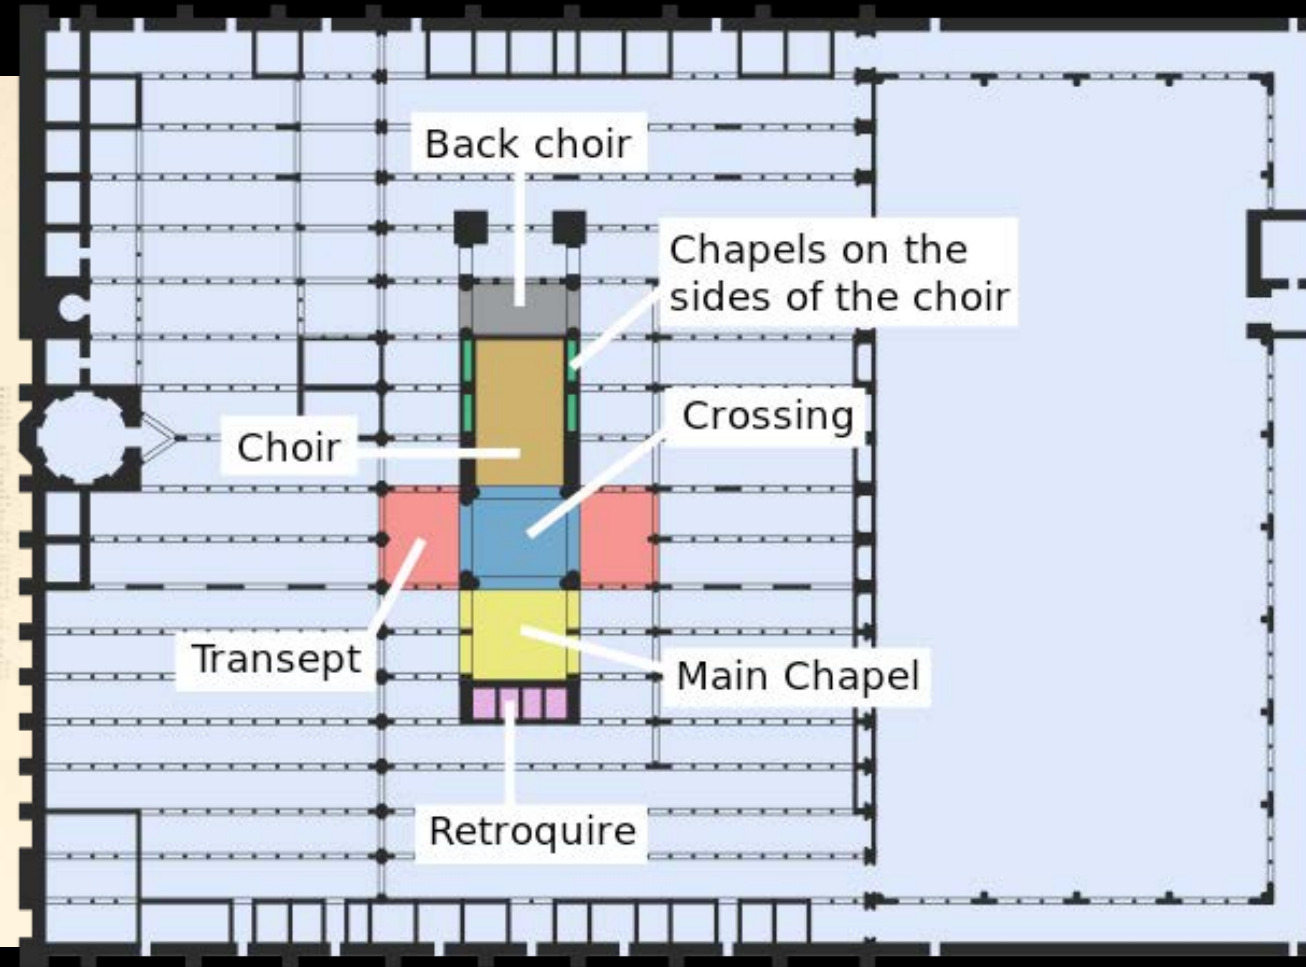 Back choir
Chapels on the
sides of the choir
Crossing
Choir
Transept
Main Chapel
Retroquire